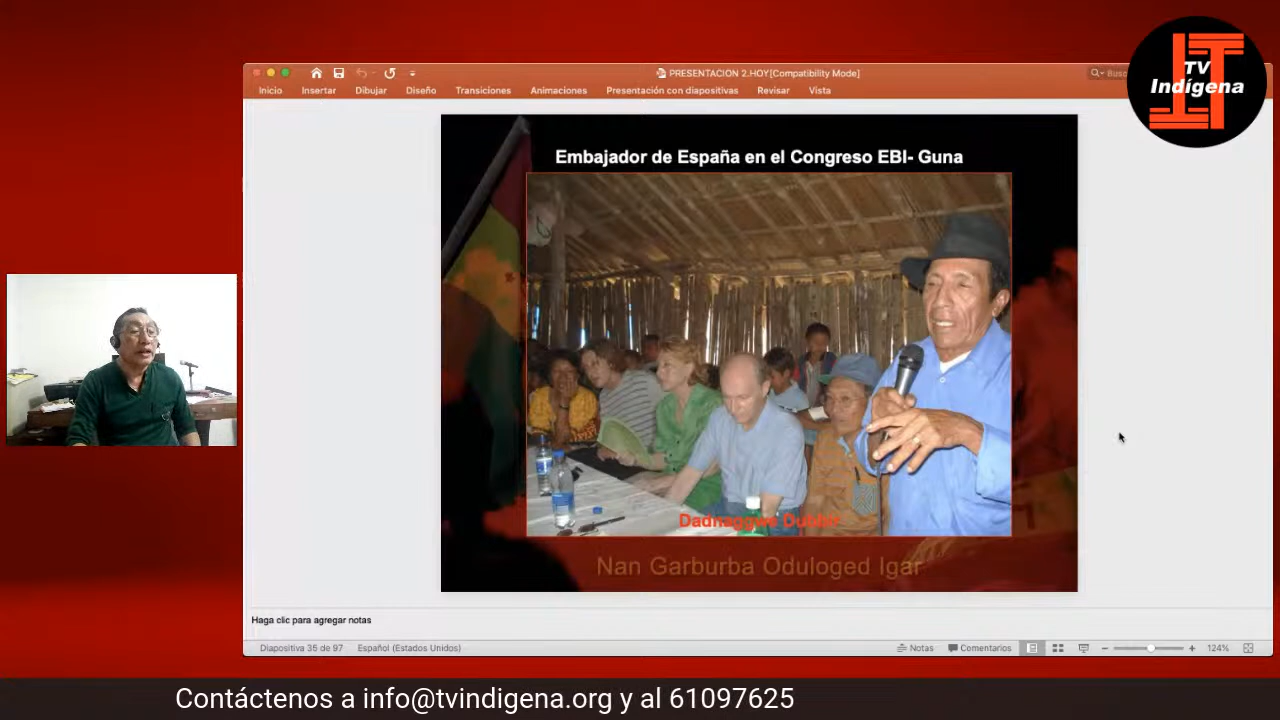 PRESENTACION 2.HOY[Compatibility Mode]
Busc
TV
Indígena
Inicio Insertar Dibujar Diseño Transiciones Animaciones Presentación con diapositivas Revisar Vista
Embajador de España en el Congreso EBI- Guna
Nan Garburba Oduloged Igar
Haga clic para agregar notas
Diapositiva 35 de 97 Español (Estados Unidos) Notas Comentarios 124%
Contáctenos a info@tvindigena.org y al 61097625